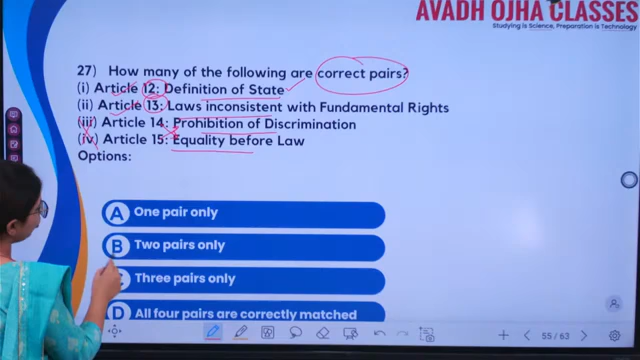 AVADH OJHA CLASSES
Studying is Science, Preparation is Technology
27) How many of the following are correct pairs?
(i) Article 12: Definition of State
(ii) Article 13: Laws inconsistent with Fundamental Rights
(iii) Article 14: Prohibition of Discrimination
(iv) Article 15: Equality before Law
Options:
A One pair only
B Two pairs only
C Three pairs only
D All four pairs are correctly matched
55 / 63